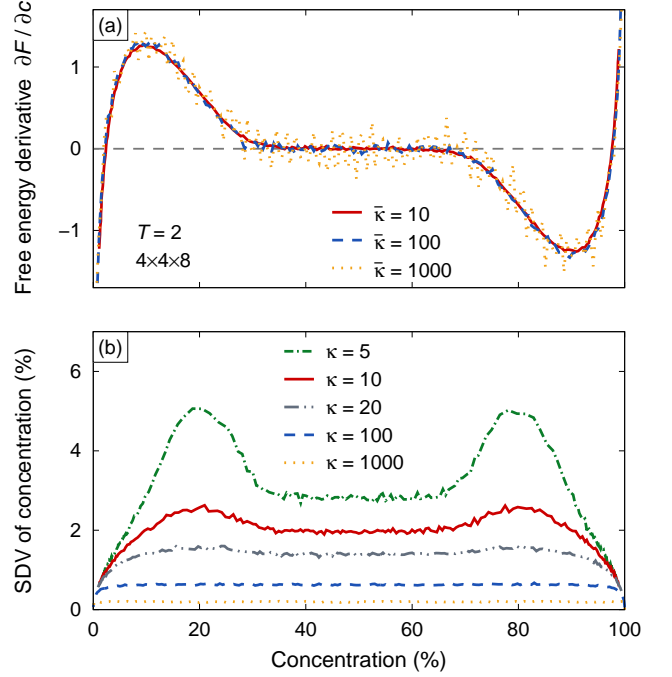 (a)
Free energy derivative ∂F / ∂c
1
0
−1
T = 2
4×4×8
κ̄ = 10
κ̄ = 100
κ̄ = 1000
(b)
SDV of concentration (%)
6
4
2
0
κ = 5
κ = 10
κ = 20
κ = 100
κ = 1000
0 20 40 60 80 100
Concentration (%)